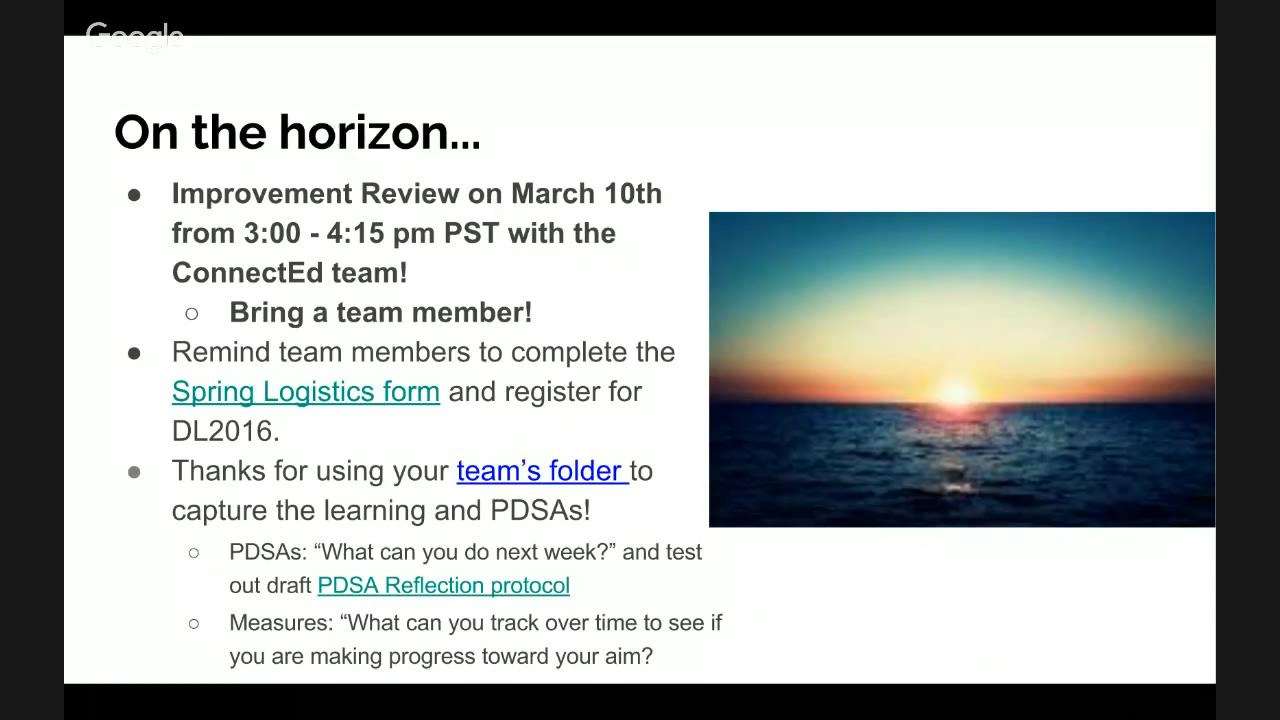 Google
On the horizon...
● Improvement Review on March 10th
from 3:00 - 4:15 pm PST with the
ConnectEd team!
○ Bring a team member!
● Remind team members to complete the
Spring Logistics form and register for
DL2016.
● Thanks for using your team’s folder to
capture the learning and PDSAs!
○ PDSAs: “What can you do next week?” and test
out draft PDSA Reflection protocol
○ Measures: “What can you track over time to see if
you are making progress toward your aim?